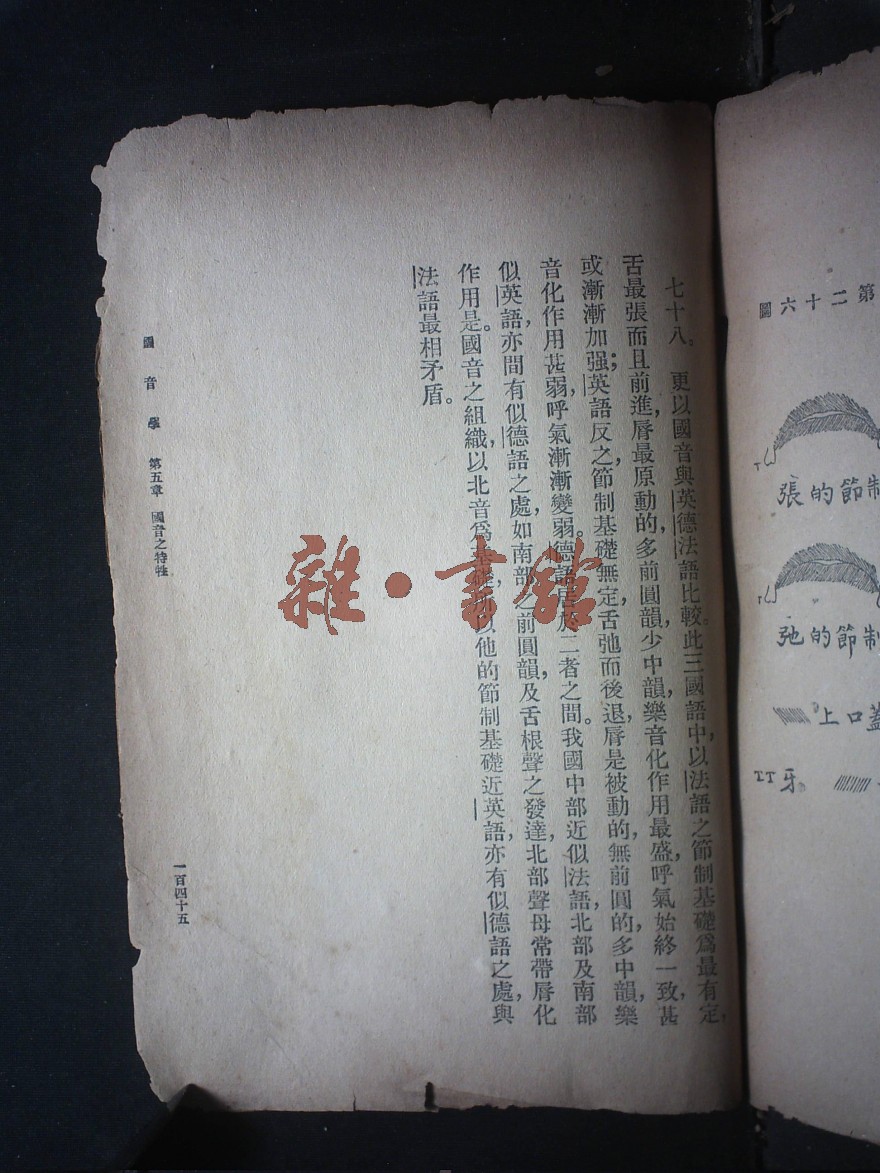 第二十六圖
張的節制
弛的節制
上口蓋
牙
七十八。　更以國音與英德法語比較。此三國語中，以法語之節制基礎爲最有定，
舌最張而且前進，脣最原動的，多前圓韻，少中韻，樂音化作用最盛，呼氣始終一致，甚
或漸漸加强；英語反之，節制基礎無定，舌弛而後退，脣是被動的，無前圓的，多中韻，樂
音化作用甚弱，呼氣漸漸變弱。德語居於二者之間。我國中部近似法語，北部及南部
似英語，亦間有似德語之處，如南部之前圓韻，及舌根聲之發達，北部聲母常帶脣化
作用是。國音之組織，以北音爲基礎，所以他的節制基礎近英語，亦有似德語之處，與
法語最相矛盾。
國音學　第五章　國音之特性
一百四十五
雜·書館